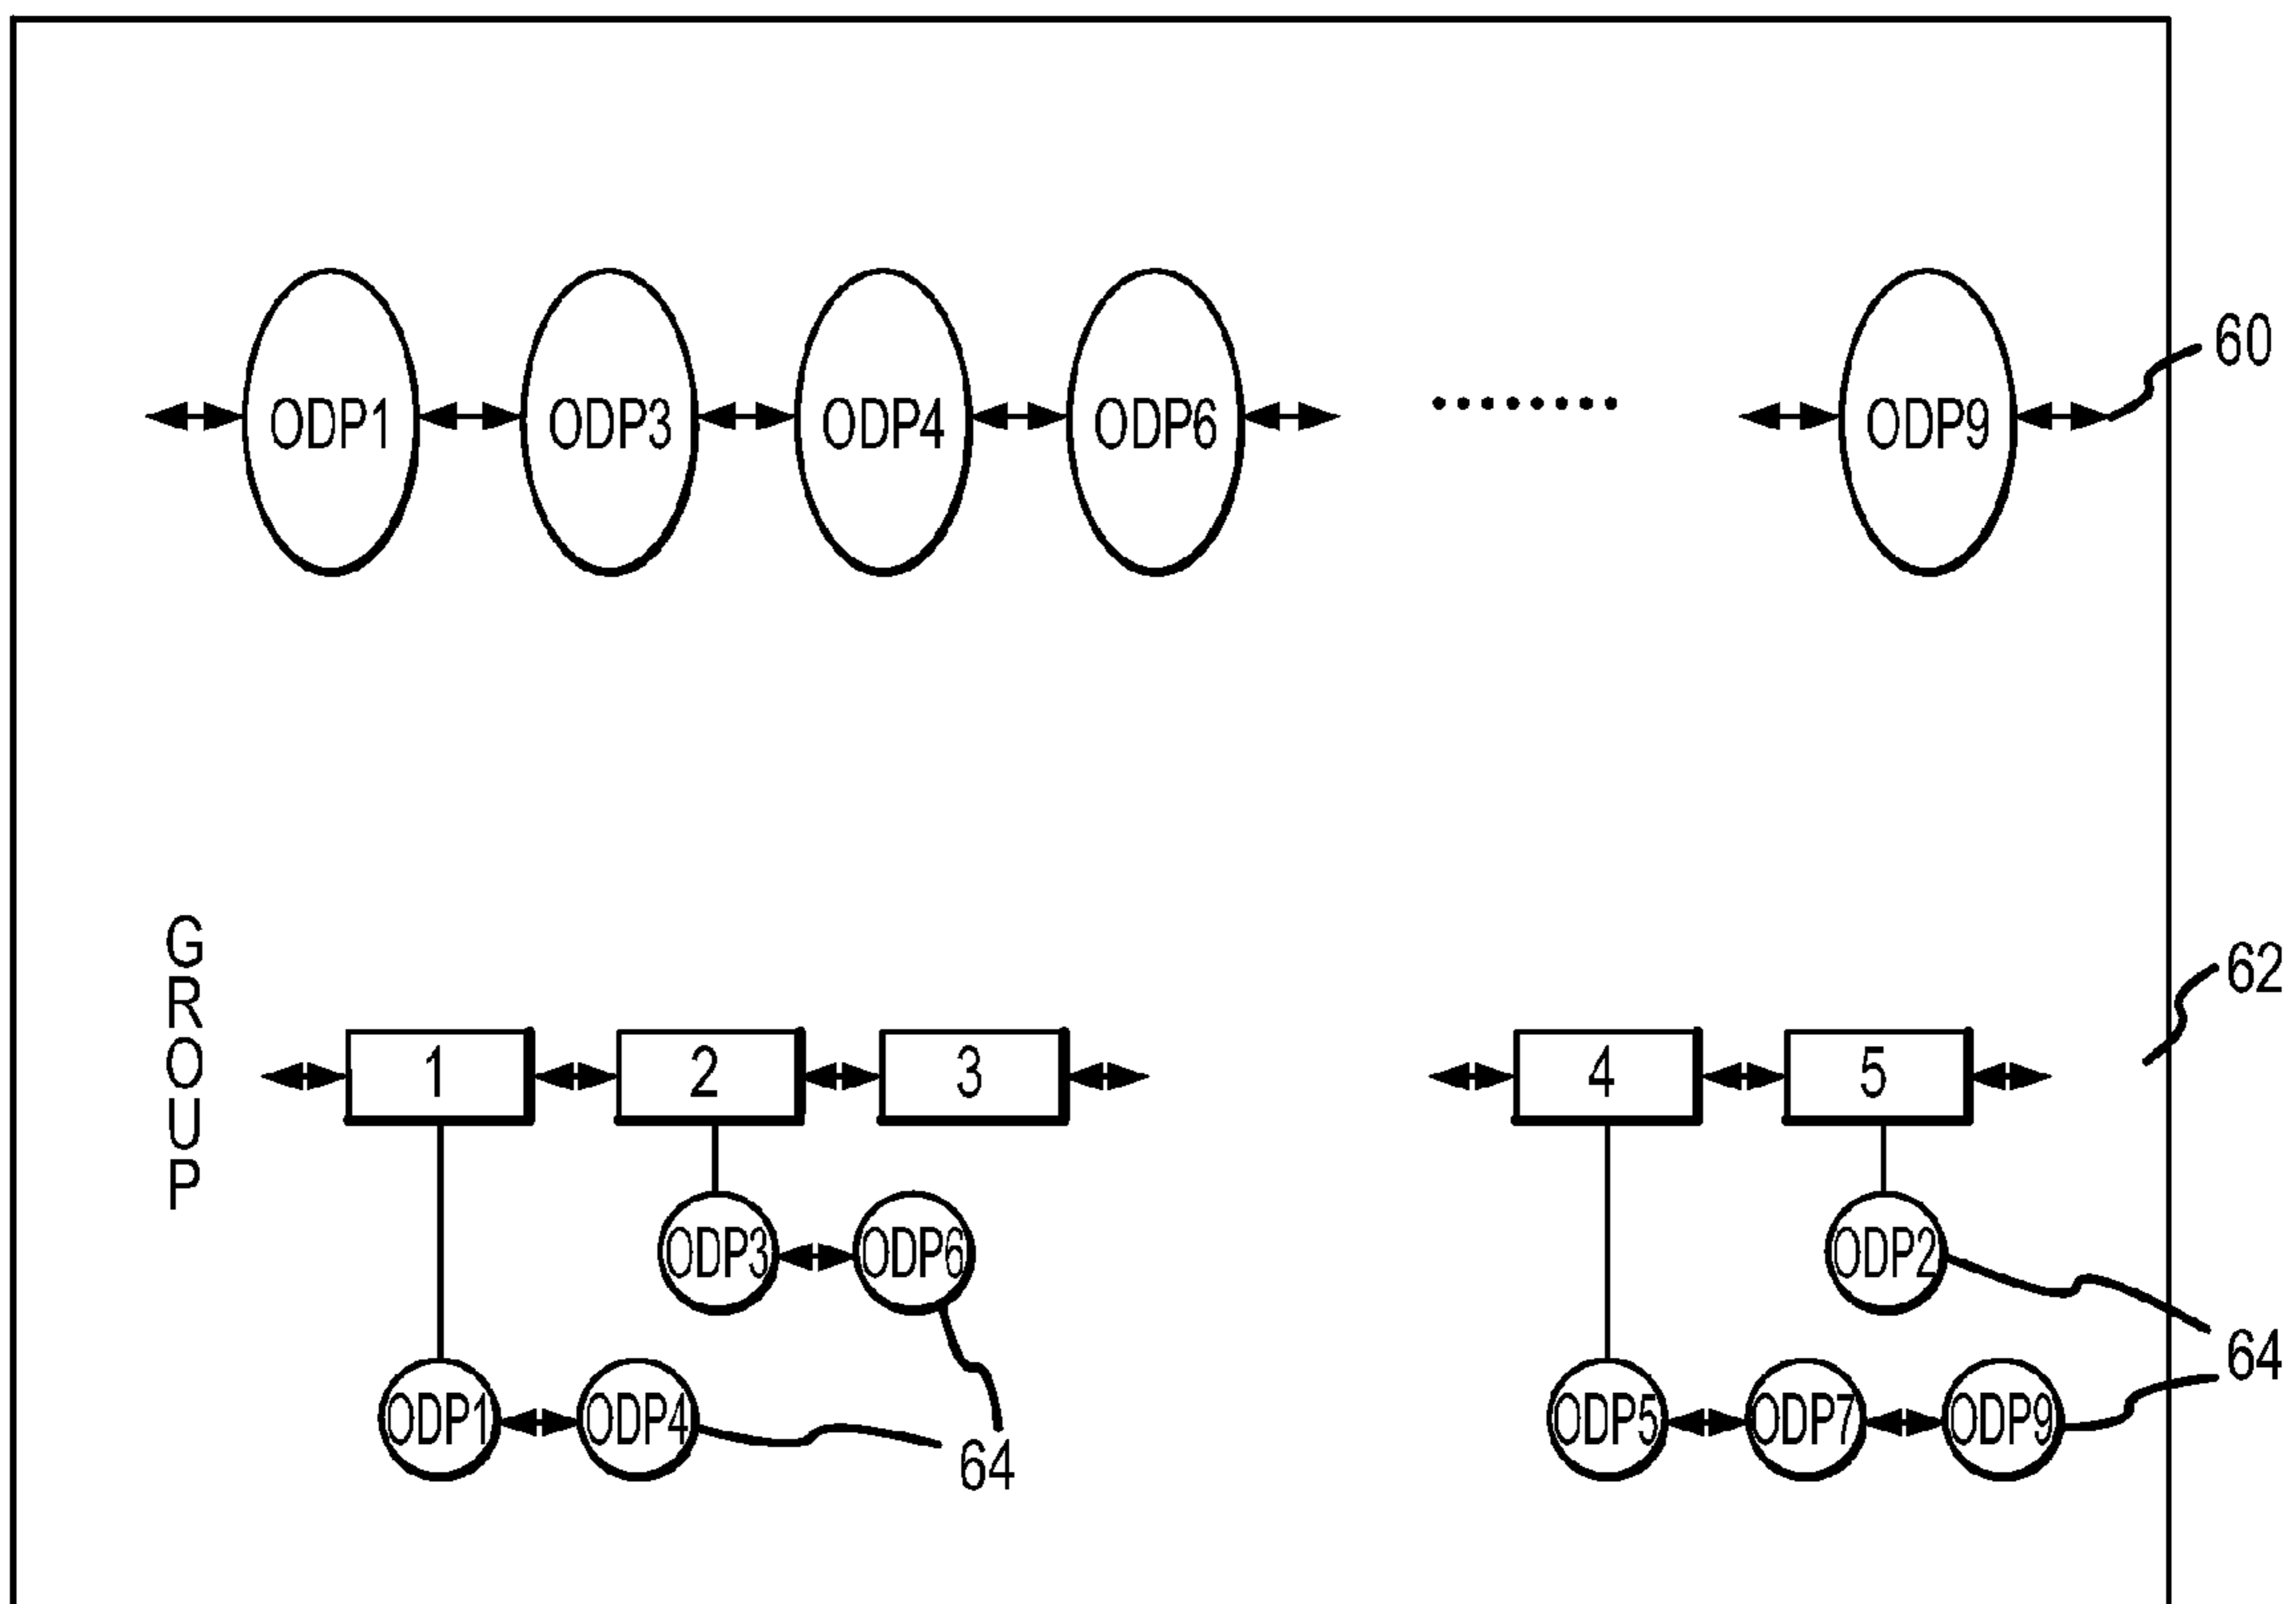 ODP1 ODP3 ODP4 ODP6 ........ ODP9
60
GROUP
62
1 2 3 4 5
ODP3 ODP6 ODP2
64
ODP1 ODP4 ODP5 ODP7 ODP9
64